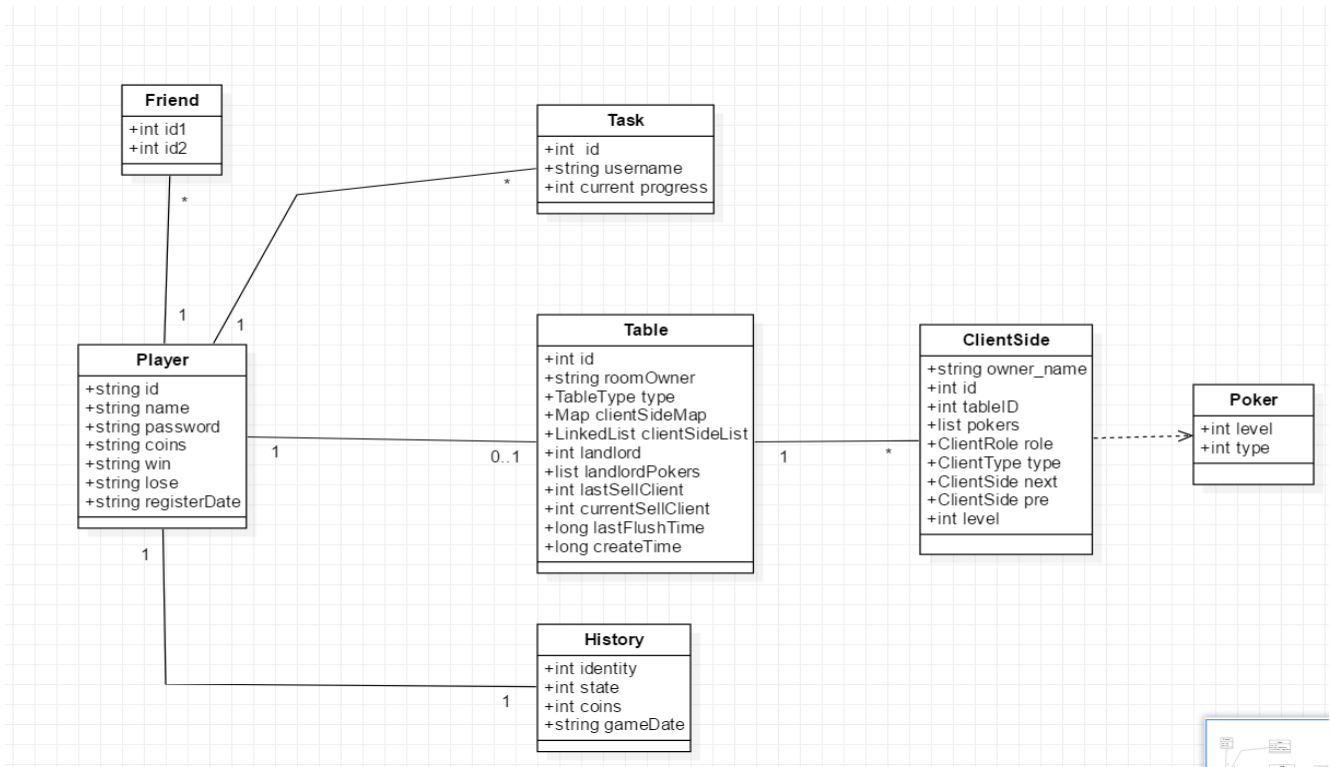 Friend
+int id1
+int id2
*
1
Task
+int  id
+string username
+int current progress
*
1
Player
+string id
+string name
+string password
+string coins
+string win
+string lose
+string registerDate
1
0..1
1
Table
+int id
+string roomOwner
+TableType type
+Map clientSideMap
+LinkedList clientSideList
+int landlord
+list landlordPokers
+int lastSellClient
+int currentSellClient
+long lastFlushTime
+long createTime
1
*
ClientSide
+string owner_name
+int id
+int tableID
+list pokers
+ClientRole role
+ClientType type
+ClientSide next
+ClientSide pre
+int level
Poker
+int level
+int type
History
+int identity
+int state
+int coins
+string gameDate
1